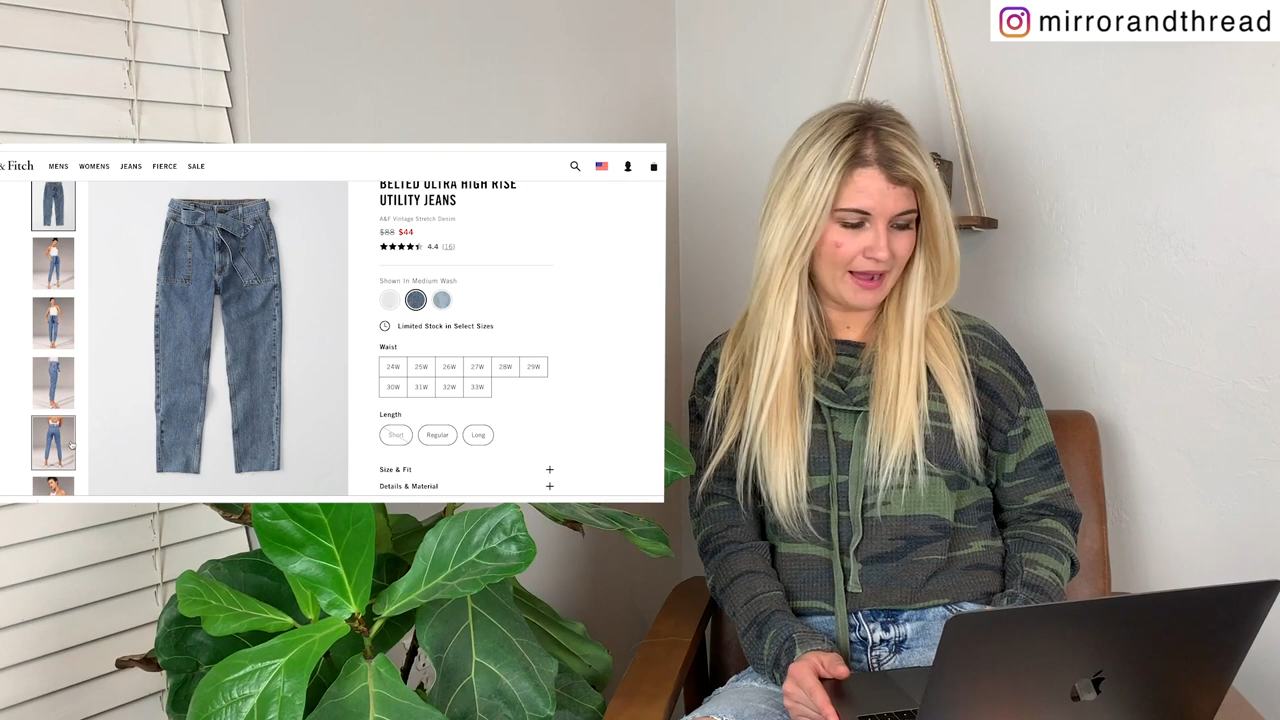 mirrorandthread
& Fitch MENS WOMENS JEANS FIERCE SALE
BELTED ULTRA HIGH RISE
UTILITY JEANS
A&F Vintage Stretch Denim
$88 $44
4.4 (16)
Shown In Medium Wash
Limited Stock in Select Sizes
Waist
24W 25W 26W 27W 28W 29W
30W 31W 32W 33W
Length
Short Regular Long
Size & Fit
Details & Material